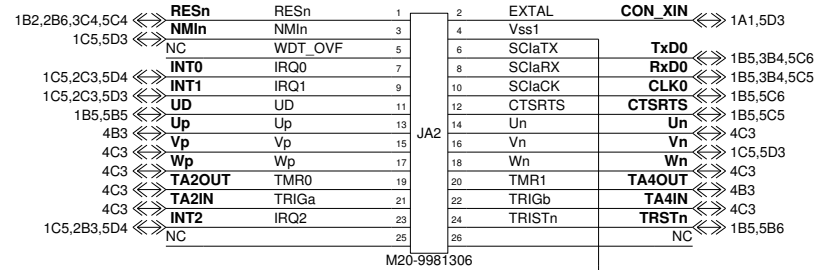 1B2,2B6,3C4,5C4 RESn RESn 1 2 EXTAL CON_XIN 1A1,5D3
1C5,5D3 NMIn NMIn 3 4 Vss1
NC WDT_OVF 5 6 SCIaTX TxD0 1B5,3B4,5C6
1C5,2C3,5D4 INT0 IRQ0 7 8 SCIaRX RxD0 1B5,3B4,5C5
1C5,2C3,5D3 INT1 IRQ1 9 10 SCIaCK CLK0 1B5,5C6
1B5,5B5 UD UD 11 12 CTSRTS CTSRTS 1B5,5C5
4B3 Up Up 13 JA2 14 Un Un 4C3
4C3 Vp Vp 15 16 Vn Vn 1C5,5D3
4C3 Wp Wp 17 18 Wn Wn 4C3
4C3 TA2OUT TMR0 19 20 TMR1 TA4OUT 4B3
4C3 TA2IN TRIGa 21 22 TRIGb TA4IN 4C3
1C5,2B3,5D4 INT2 IRQ2 23 24 TRISTn TRSTn 1B5,5B6
NC 25 26 NC
M20-9981306